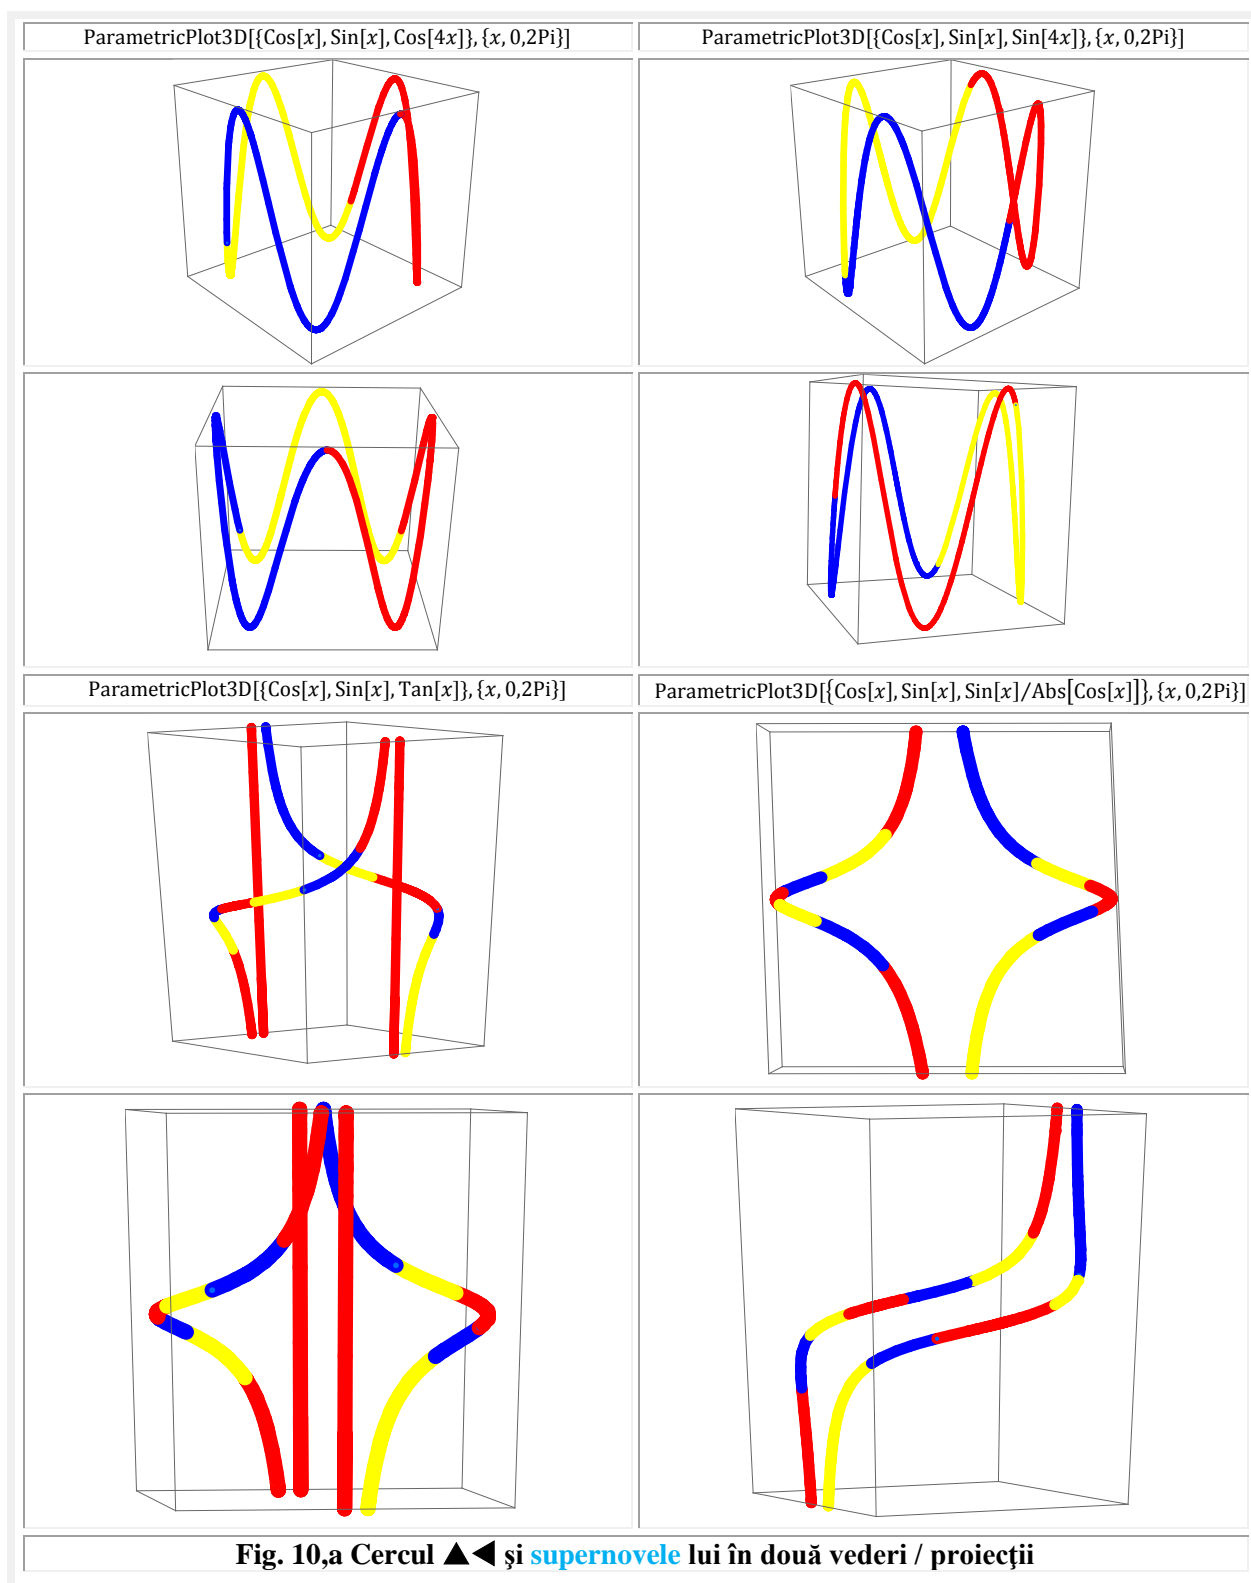 ParametricPlot3D[{Cos[x], Sin[x], Cos[4x]}, {x, 0,2Pi}]
ParametricPlot3D[{Cos[x], Sin[x], Sin[4x]}, {x, 0,2Pi}]
ParametricPlot3D[{Cos[x], Sin[x], Tan[x]}, {x, 0,2Pi}]
ParametricPlot3D[{Cos[x], Sin[x], Sin[x]/Abs[Cos[x]]}, {x, 0,2Pi}]
Fig. 10,a Cercul ▲◄ şi supernovele lui în două vederi / proiecţii